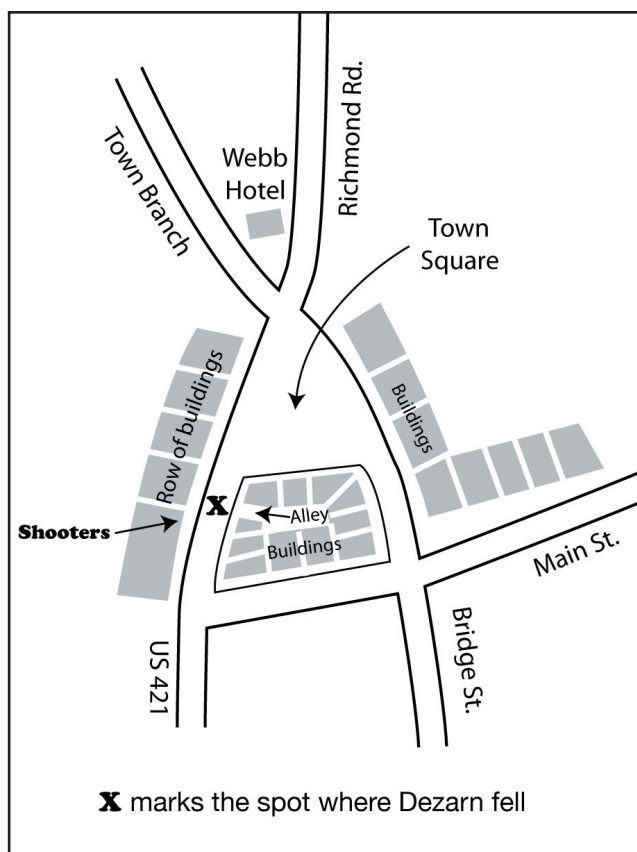 Richmond Rd.
Town Branch
Webb
Hotel
Town
Square
Row of buildings
Buildings
Shooters
X
Alley
Buildings
Main St.
US 421
Bridge St.
X marks the spot where Dezarn fell